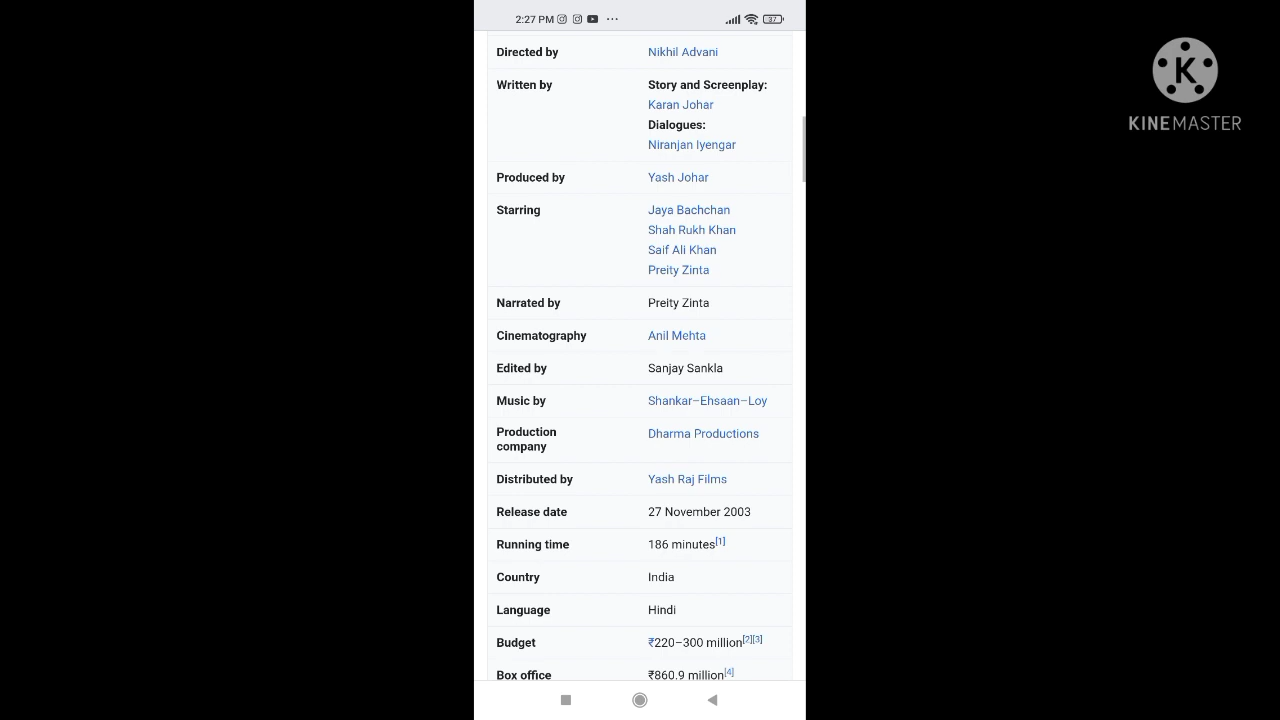 2:27 PM
37
Directed by
Nikhil Advani
Written by
Story and Screenplay:
Karan Johar
Dialogues:
Niranjan Iyengar
Produced by
Yash Johar
Starring
Jaya Bachchan
Shah Rukh Khan
Saif Ali Khan
Preity Zinta
Narrated by
Preity Zinta
Cinematography
Anil Mehta
Edited by
Sanjay Sankla
Music by
Shankar–Ehsaan–Loy
Production
company
Dharma Productions
Distributed by
Yash Raj Films
Release date
27 November 2003
Running time
186 minutes[1]
Country
India
Language
Hindi
Budget
₹220–300 million[2][3]
Box office
₹860.9 million[4]
K
KINEMASTER